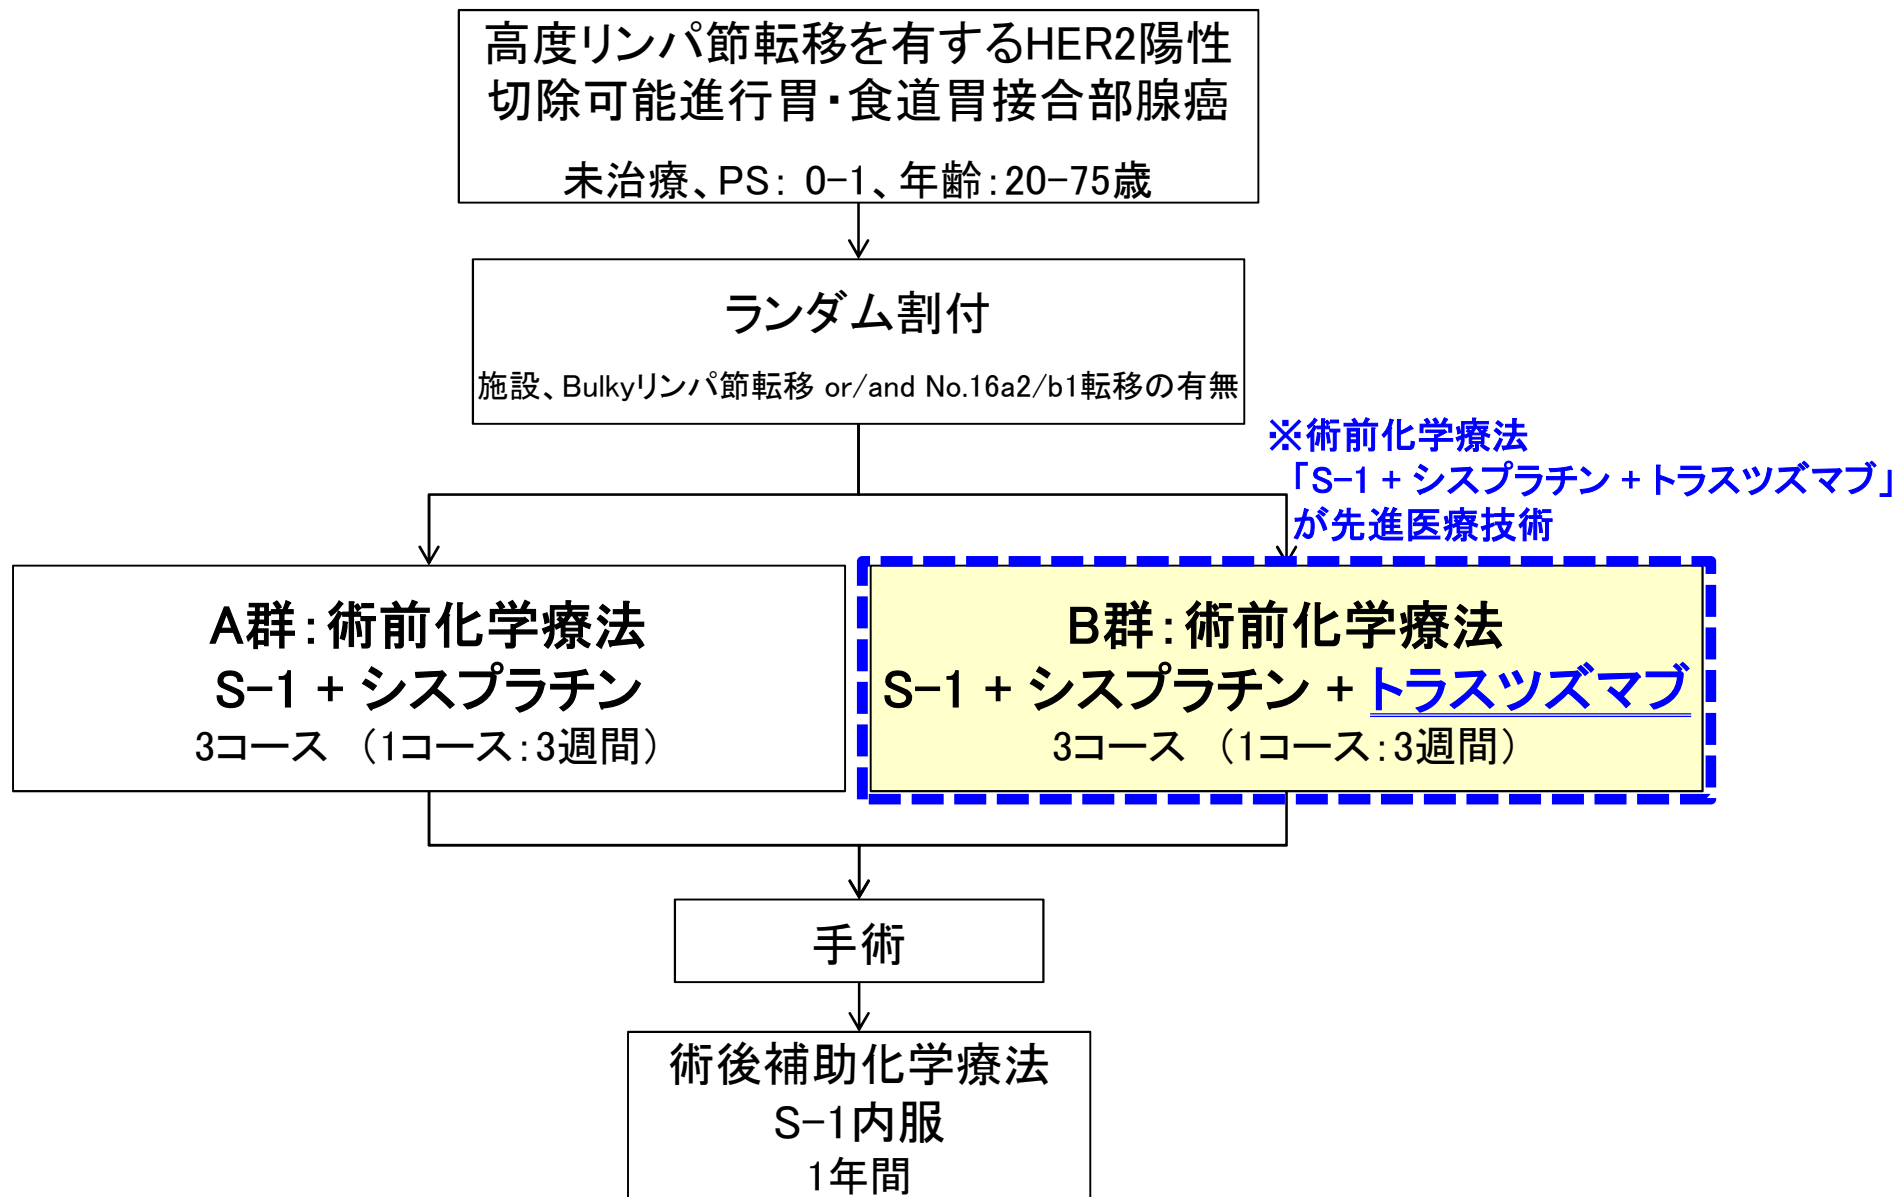 高度リンパ節転移を有するHER2陽性
切除可能進行胃・食道胃接合部腺癌
未治療、PS： 0-1、年齢：20-75歳
ランダム割付
施設、Bulkyリンパ節転移 or/and No.16a2/b1転移の有無
※術前化学療法
「S-1 + シスプラチン + トラスツズマブ」
が先進医療技術
A群：術前化学療法
S-1 + シスプラチン
3コース （1コース：3週間）
B群：術前化学療法
S-1 + シスプラチン + トラスツズマブ
3コース （1コース：3週間）
手術
術後補助化学療法
S-1内服
1年間